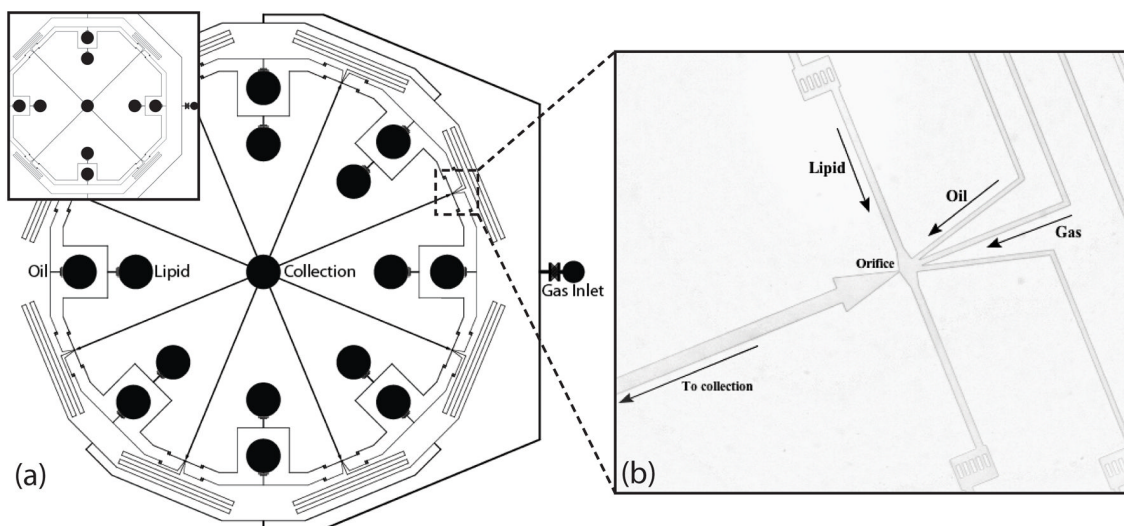 Oil
Lipid
Collection
Gas Inlet
(a)
Lipid
Oil
Gas
Orifice
To collection
(b)